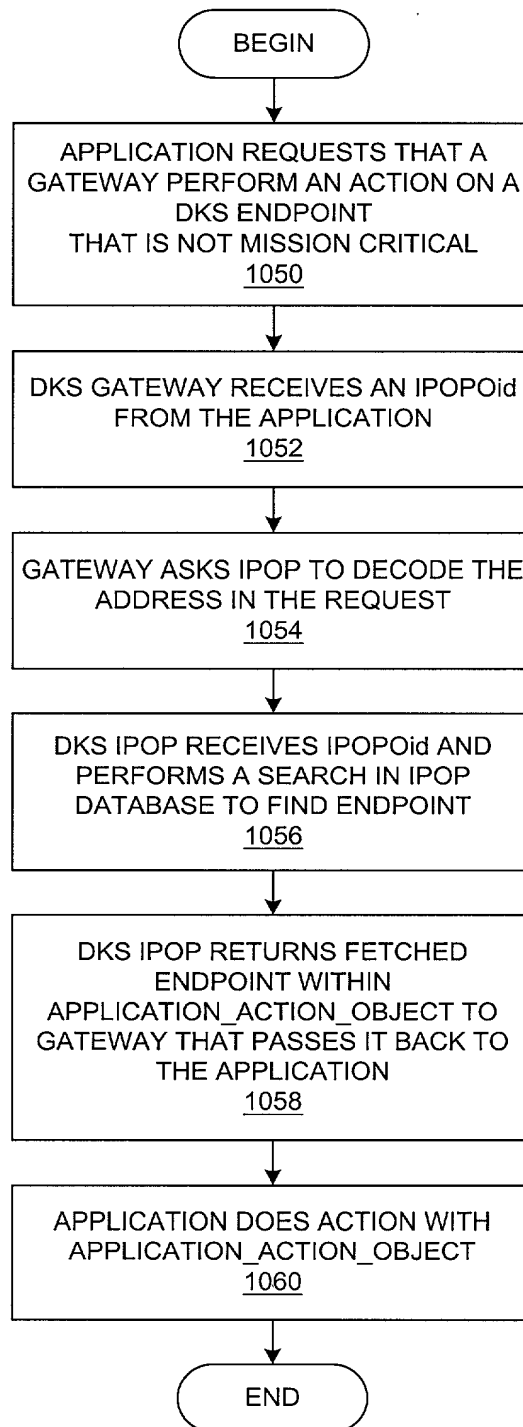 BEGIN
APPLICATION REQUESTS THAT A
GATEWAY PERFORM AN ACTION ON A
DKS ENDPOINT
THAT IS NOT MISSION CRITICAL
1050
DKS GATEWAY RECEIVES AN IPOPOid
FROM THE APPLICATION
1052
GATEWAY ASKS IPOP TO DECODE THE
ADDRESS IN THE REQUEST
1054
DKS IPOP RECEIVES IPOPOid AND
PERFORMS A SEARCH IN IPOP
DATABASE TO FIND ENDPOINT
1056
DKS IPOP RETURNS FETCHED
ENDPOINT WITHIN
APPLICATION_ACTION_OBJECT TO
GATEWAY THAT PASSES IT BACK TO
THE APPLICATION
1058
APPLICATION DOES ACTION WITH
APPLICATION_ACTION_OBJECT
1060
END